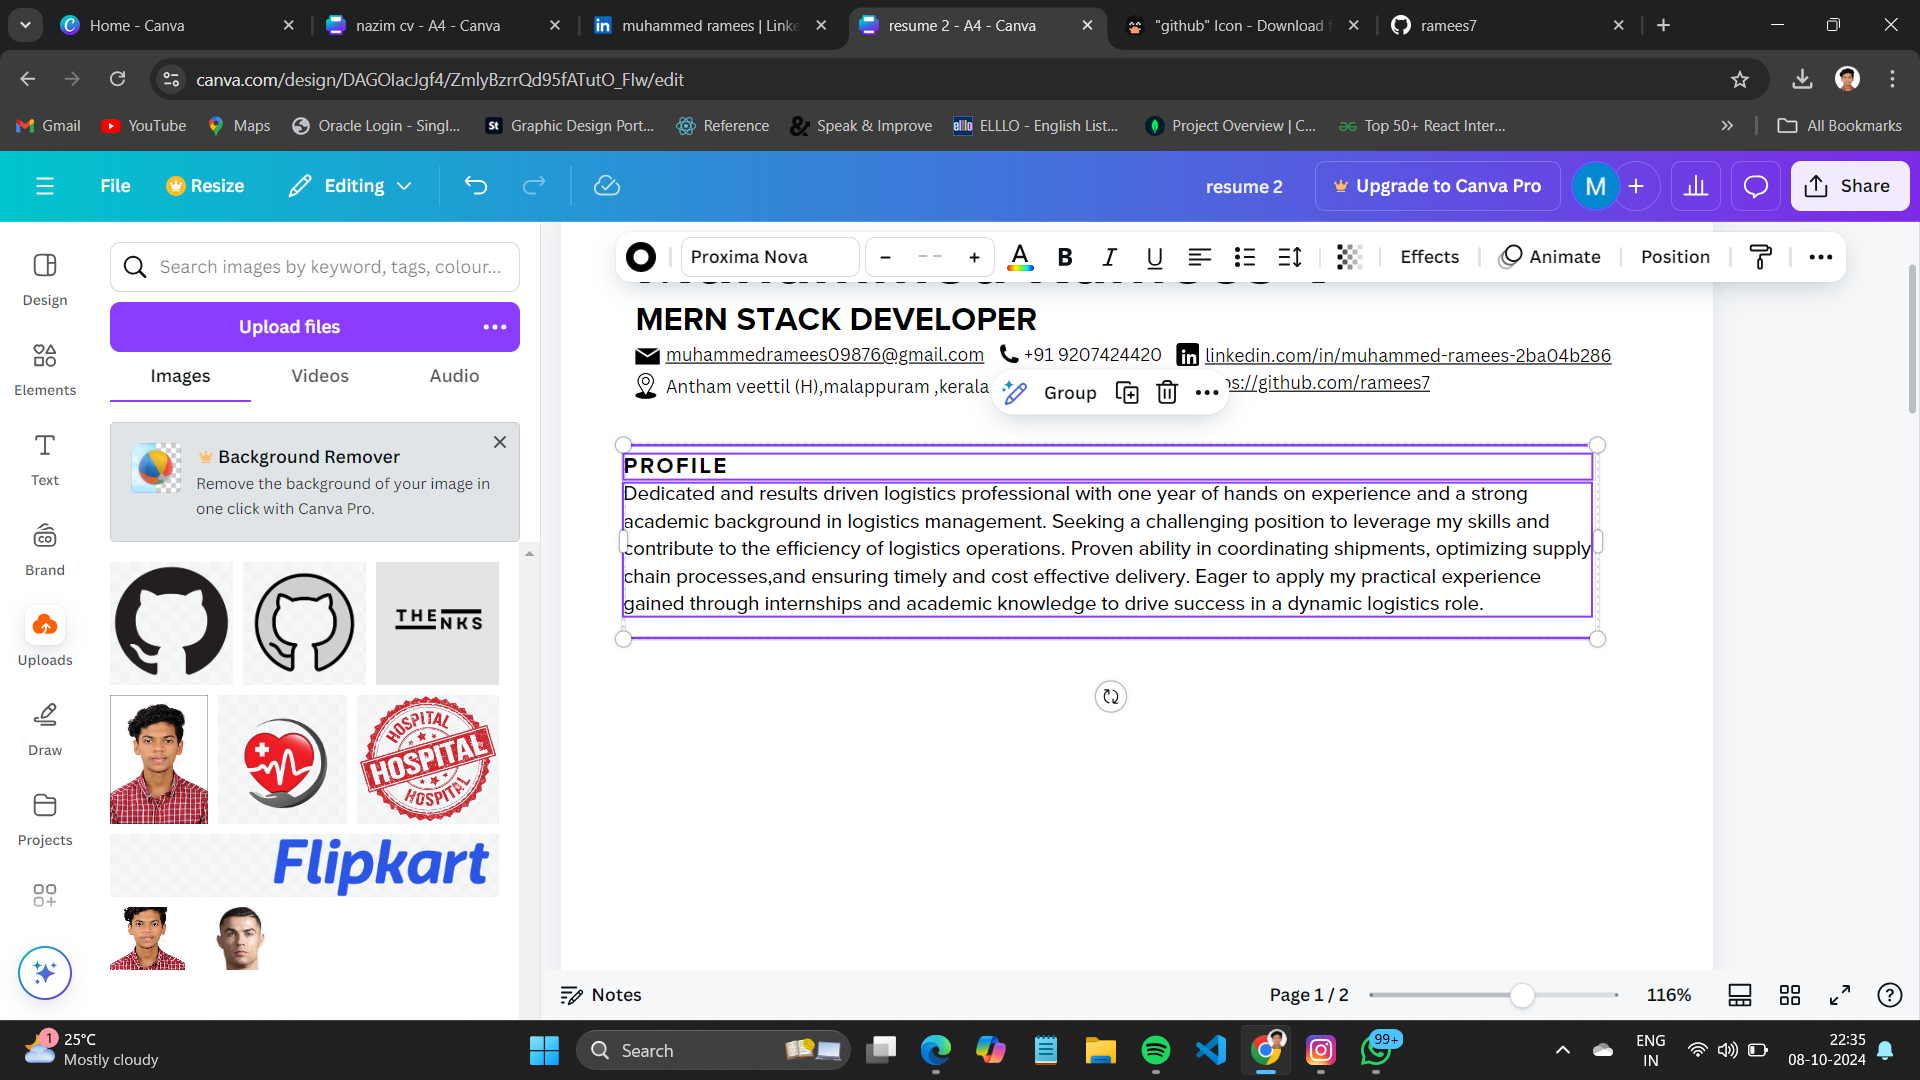 Home - Canva
nazim cv - A4 - Canva
muhammed ramees | Linke
resume 2 - A4 - Canva
"github" Icon - Download f
ramees7
canva.com/design/DAGOIacJgf4/ZmlyBzrrQd95fATutO_FIw/edit
Gmail
YouTube
Maps
Oracle Login - Singl...
St
Graphic Design Port...
Reference
Speak & Improve
elllo
ELLLO - English List...
Project Overview | C...
Top 50+ React Inter...
All Bookmarks
File
Resize
Editing
resume 2
Upgrade to Canva Pro
M
Share
Design
Elements
Text
Brand
Uploads
Draw
Projects
Search images by keyword, tags, colour...
Upload files
Images
Videos
Audio
Background Remover
Remove the background of your image in
one click with Canva Pro.
THE
NKS
HOSPITAL
HOSPITAL
HOSPITAL
Flipkart
Proxima Nova
– –
A
B
I
U
Effects
Animate
Position
MERN STACK DEVELOPER
muhammedramees09876@gmail.com
+91 9207424420
linkedin.com/in/muhammed-ramees-2ba04b286
Antham veettil (H),malappuram ,kerala
ps://github.com/ramees7
Group
PROFILE
Dedicated and results driven logistics professional with one year of hands on experience and a strong
academic background in logistics management. Seeking a challenging position to leverage my skills and
contribute to the efficiency of logistics operations. Proven ability in coordinating shipments, optimizing supply
chain processes,and ensuring timely and cost effective delivery. Eager to apply my practical experience
gained through internships and academic knowledge to drive success in a dynamic logistics role.
Notes
Page 1 / 2
116%
1
25°C
Mostly cloudy
Search
99+
ENG
IN
22:35
08-10-2024